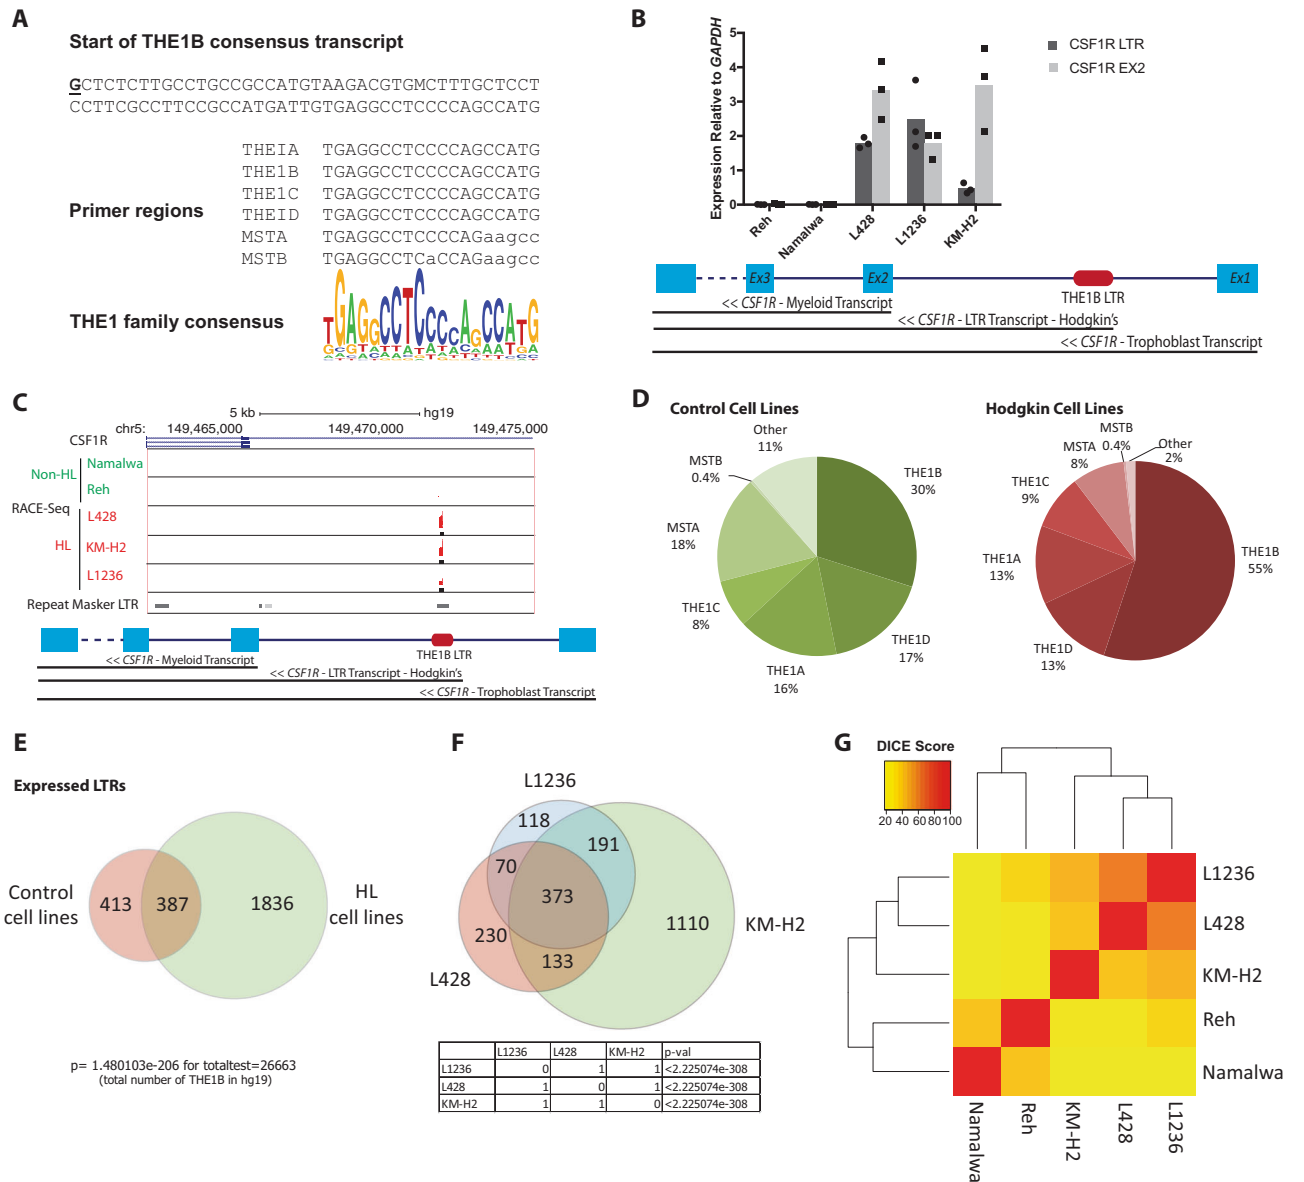 A
Start of THE1B consensus transcript
GCTCTCTTGCCTGCCGCCATGTAAGACGTGMCTTTGCTCCT
CCTTCGCCTTCCGCCATGATTGTGAGGCCTCCCCAGCCATG
Primer regions
THEIA TGAGGCCTCCCCAGCCATG
THE1B TGAGGCCTCCCCAGCCATG
THE1C TGAGGCCTCCCCAGCCATG
THEID TGAGGCCTCCCCAGCCATG
MSTA TGAGGCCTCCCCAGaagcc
MSTB TGAGGCCTCaCCAGaagcc
THE1 family consensus
TGAGGCCTCCCCAGCCATG
B
Expression Relative to GAPDH
5
4
3
2
1
0
Reh
Namalwa
L428
L1236
KM-H2
CSF1R LTR
CSF1R EX2
Ex3
Ex2
THE1B LTR
Ex1
<< CSF1R - Myeloid Transcript
<< CSF1R - LTR Transcript - Hodgkin's
<< CSF1R - Trophoblast Transcript
C
5 kb
hg19
chr5:
149,465,000
149,470,000
149,475,000
CSF1R
Non-HL
Namalwa
Reh
RACE-Seq
HL
L428
KM-H2
L1236
Repeat Masker LTR
THE1B LTR
<< CSF1R - Myeloid Transcript
<< CSF1R - LTR Transcript - Hodgkin's
<< CSF1R - Trophoblast Transcript
D
Control Cell Lines
Other
11%
MSTB
0.4%
MSTA
18%
THE1C
8%
THE1A
16%
THE1D
17%
THE1B
30%
Hodgkin Cell Lines
MSTB
0.4%
Other
2%
MSTA
8%
THE1C
9%
THE1A
13%
THE1D
13%
THE1B
55%
E
Expressed LTRs
Control
cell lines
413
387
1836
HL
cell lines
p= 1.480103e-206 for totaltest=26663
(total number of THE1B in hg19)
F
L1236
118
191
70
373
230
133
1110
KM-H2
L428
L1236 L428 KM-H2 p-val
L1236 0 1 1 <2.225074e-308
L428 1 0 1 <2.225074e-308
KM-H2 1 1 0 <2.225074e-308
G
DICE Score
20 40 60 80 100
L1236
L428
KM-H2
Reh
Namalwa
Namalwa
Reh
KM-H2
L428
L1236